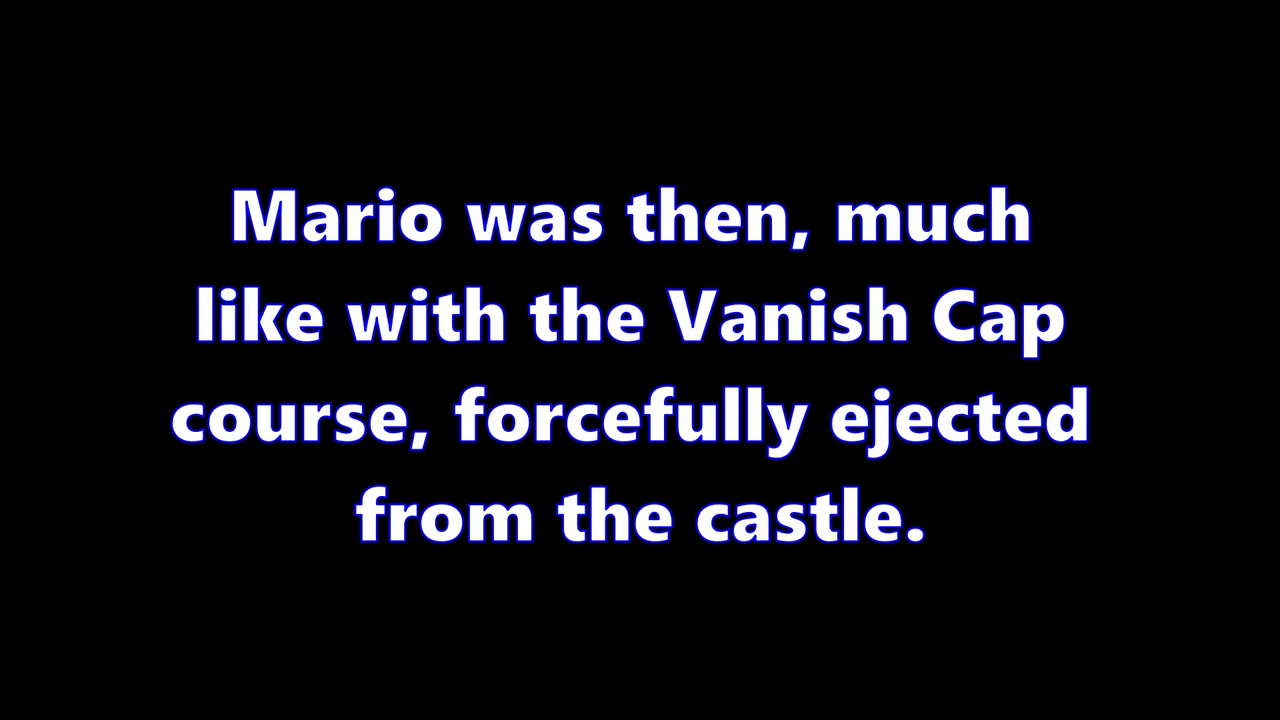 Mario was then, much
like with the Vanish Cap
course, forcefully ejected
from the castle.